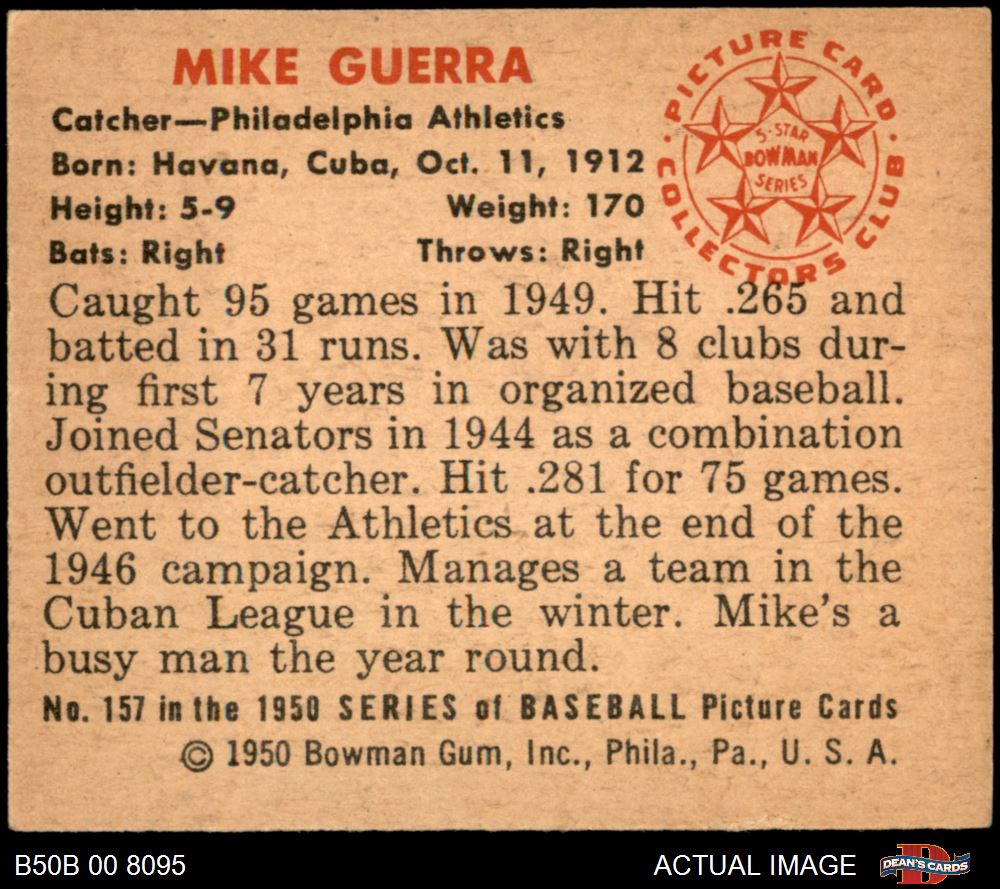 MIKE GUERRA
Catcher—Philadelphia Athletics
Born: Havana, Cuba, Oct. 11, 1912
Height: 5-9 Weight: 170
Bats: Right Throws: Right
PICTURE CARD
COLLECTORS CLUB
5-STAR
BOWMAN
SERIES
Caught 95 games in 1949. Hit .265 and
batted in 31 runs. Was with 8 clubs dur-
ing first 7 years in organized baseball.
Joined Senators in 1944 as a combination
outfielder-catcher. Hit .281 for 75 games.
Went to the Athletics at the end of the
1946 campaign. Manages a team in the
Cuban League in the winter. Mike's a
busy man the year round.
No. 157 in the 1950 SERIES of BASEBALL Picture Cards
© 1950 Bowman Gum, Inc., Phila., Pa., U. S. A.
B50B 00 8095
ACTUAL IMAGE
DEAN'S CARDS